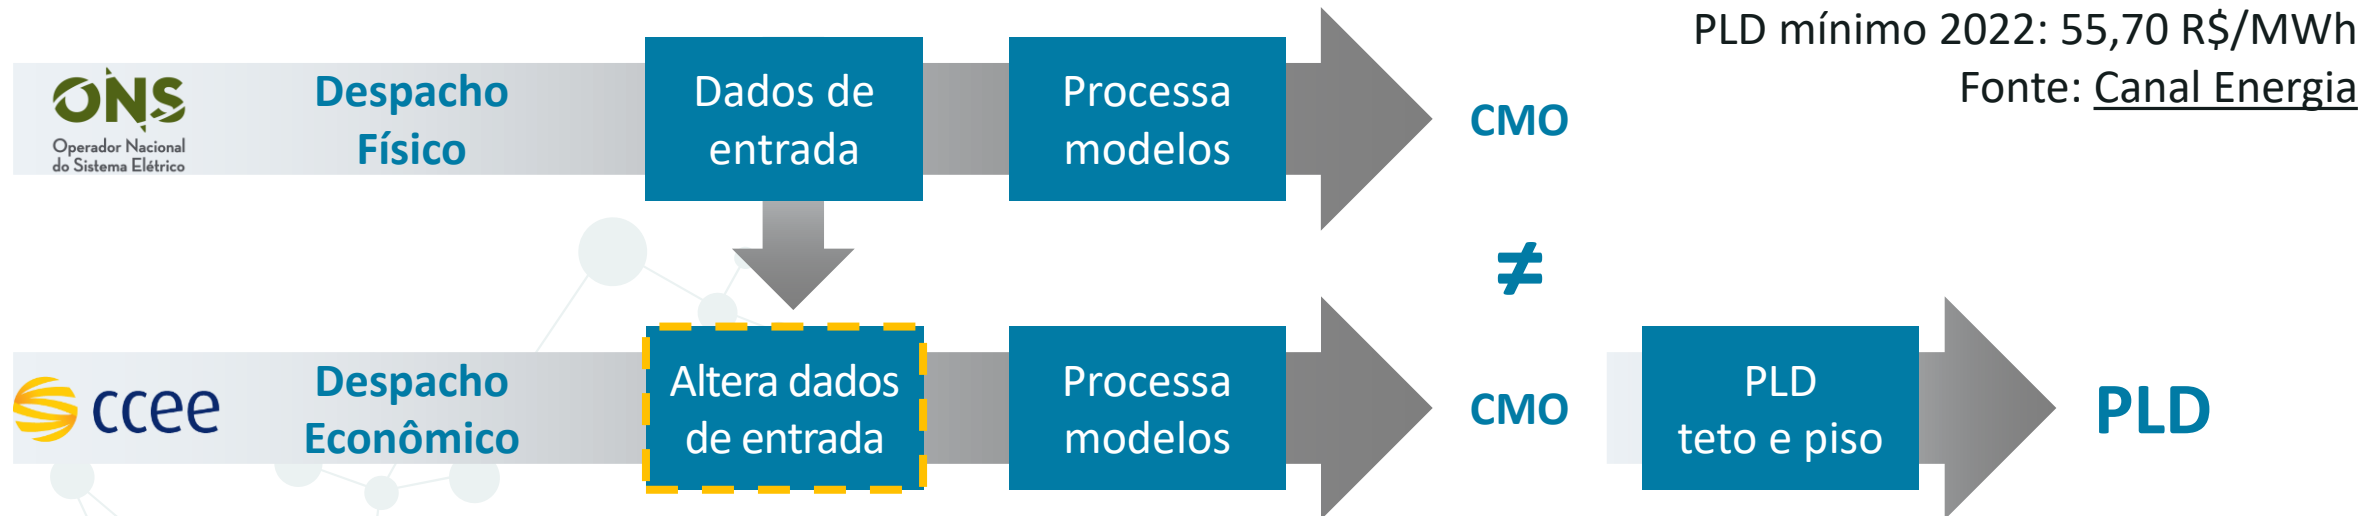 ONS
Operador Nacional
do Sistema Elétrico
Despacho
Físico
Dados de
entrada
Processa
modelos
CMO
PLD mínimo 2022: 55,70 R$/MWh
Fonte: Canal Energia
≠
ccee
Despacho
Econômico
Altera dados
de entrada
Processa
modelos
CMO
PLD
teto e piso
PLD